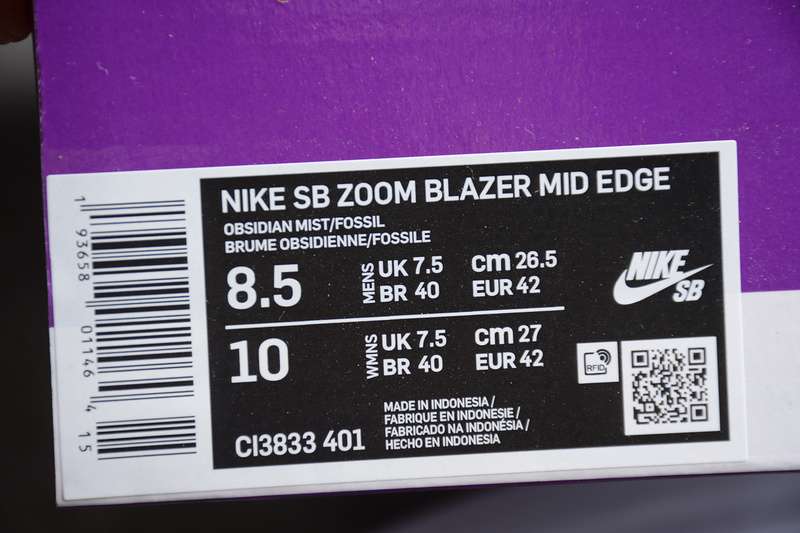 NIKE SB ZOOM BLAZER MID EDGE
OBSIDIAN MIST/FOSSIL
BRUME OBSIDIENNE/FOSSILE
8.5 MENS UK 7.5 cm 26.5
BR 40 EUR 42
10 WMNS UK 7.5 cm 27
BR 40 EUR 42
CI3833 401
MADE IN INDONESIA /
FABRIQUE EN INDONESIE /
FABRICADO NA INDONÉSIA /
HECHO EN INDONESIA
NIKE
SB
RFID
1 93658 01146 4 15